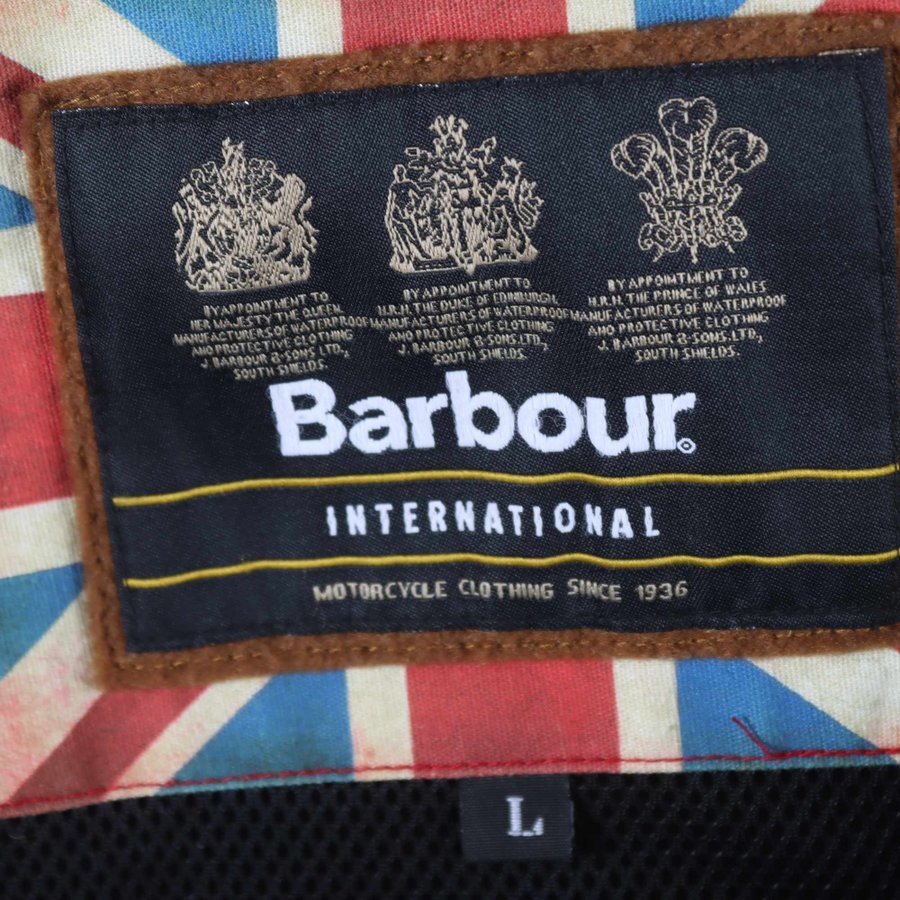 BY APPOINTMENT TO
HER MAJESTY THE QUEEN
MANUFACTURERS OF WATERPROOF
AND PROTECTIVE CLOTHING
J. BARBOUR & SONS LTD,
SOUTH SHIELDS.
BY APPOINTMENT TO
H.R.H. THE DUKE OF EDINBURGH
MANUFACTURERS OF WATERPROOF
AND PROTECTIVE CLOTHING
J. BARBOUR & SONS LTD,
SOUTH SHIELDS.
BY APPOINTMENT TO
H.R.H. THE PRINCE OF WALES
MANUFACTURERS OF WATERPROOF
AND PROTECTIVE CLOTHING
J. BARBOUR & SONS LTD,
SOUTH SHIELDS.
Barbour®
INTERNATIONAL
MOTORCYCLE CLOTHING SINCE 1936
L